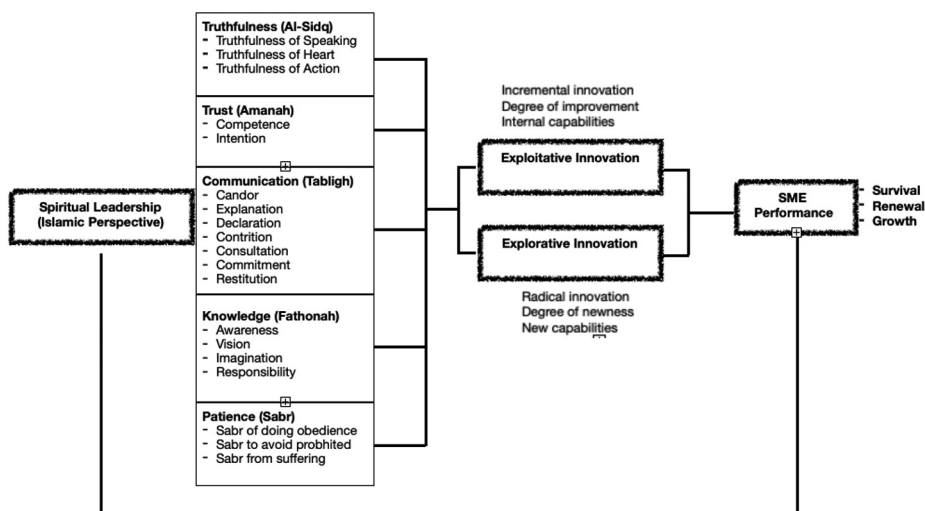 Spiritual Leadership
(Islamic Perspective)
Truthfulness (Al-Sidq)
- Truthfulness of Speaking
- Truthfulness of Heart
- Truthfulness of Action
Trust (Amanah)
- Competence
- Intention
Communication (Tabligh)
- Candor
- Explanation
- Declaration
- Contrition
- Consultation
- Commitment
- Restitution
Knowledge (Fathonah)
- Awareness
- Vision
- Imagination
- Responsibility
Patience (Sabr)
- Sabr of doing obedience
- Sabr to avoid probhited
- Sabr from suffering
Incremental innovation
Degree of improvement
Internal capabilities
Exploitative Innovation
Explorative Innovation
Radical innovation
Degree of newness
New capabilities
SME
Performance
- Survival
- Renewal
- Growth